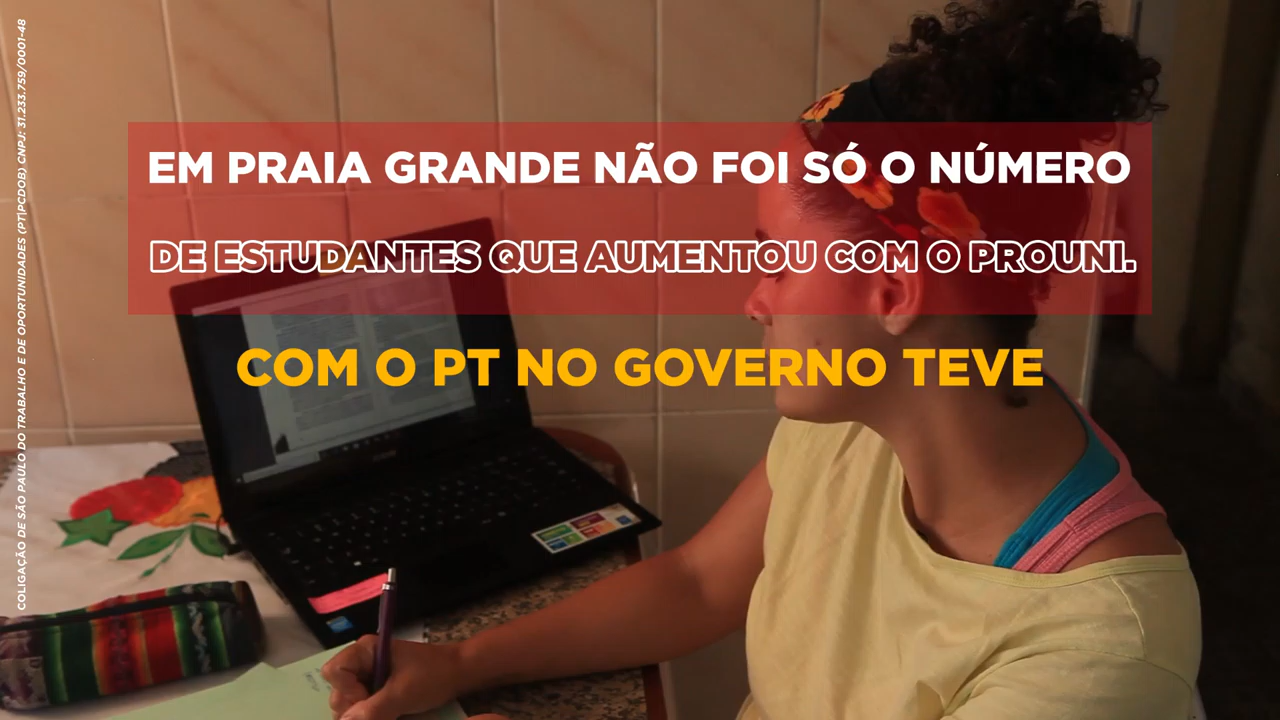 EM PRAIA GRANDE NÃO FOI SÓ O NÚMERO
DE ESTUDANTES QUE AUMENTOU COM O PROUNI.
COM O PT NO GOVERNO TEVE
COLIGAÇÃO DE SÃO PAULO DO TRABALHO E DE OPORTUNIDADES (PT|PCDOB) CNPJ: 31.233.759/0001-48